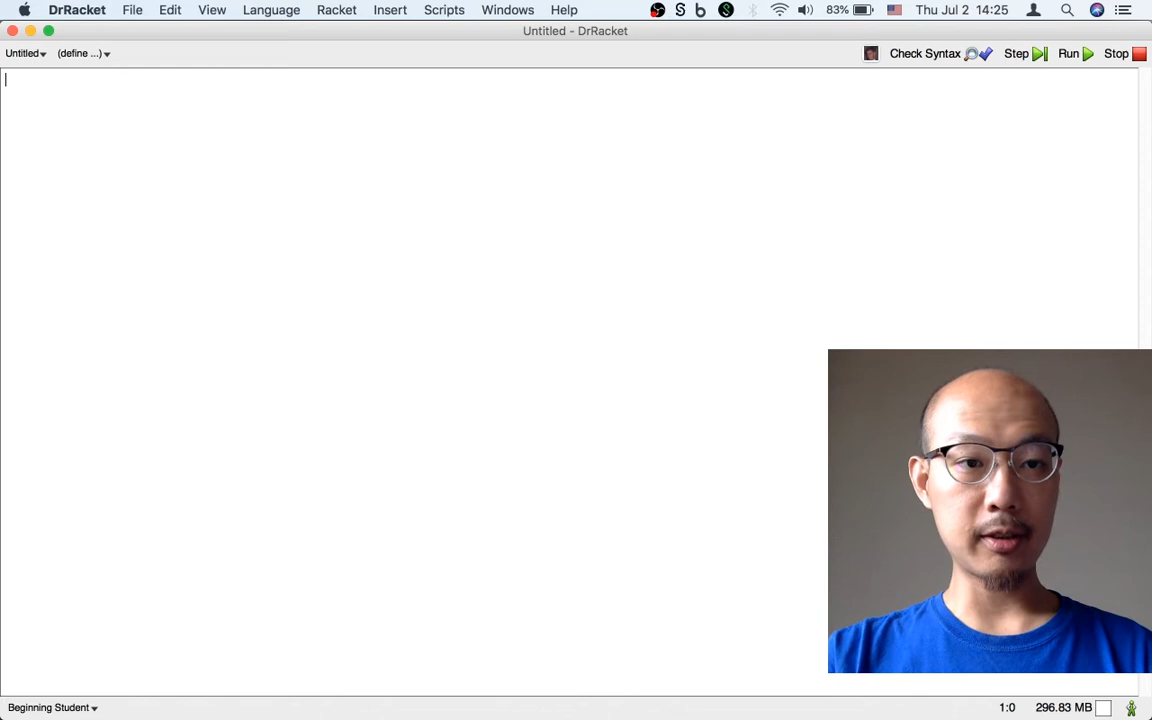 DrRacket File Edit View Language Racket Insert Scripts Windows Help 83% Thu Jul 2 14:25
Untitled - DrRacket
Untitled (define ...) Check Syntax Step Run Stop
Beginning Student 1:0 296.83 MB